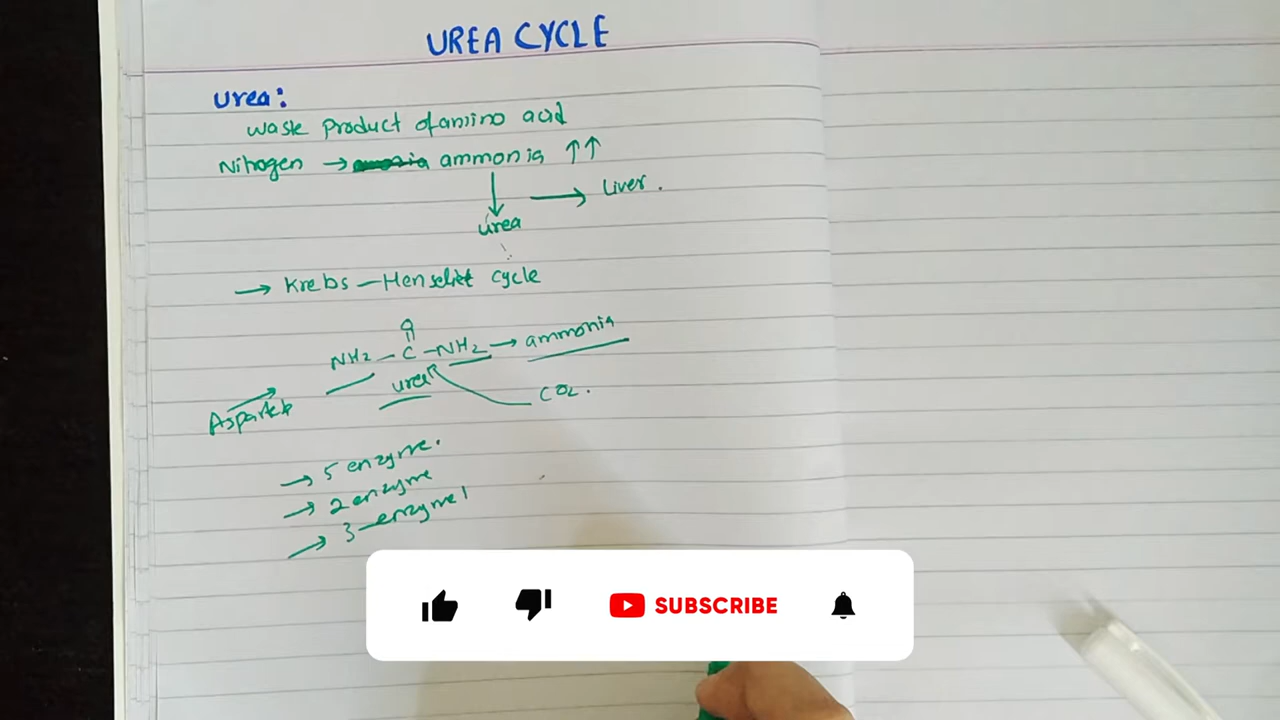 UREA CYCLE
urea:
waste product of amino acid
Nitrogen → ammonia ↑↑
urea → Liver.
→ Krebs – Henseliet cycle
O
NH2 – C – NH2 → ammonia
urea
CO2.
Aspartate
→ 5 enzyme.
→ 2 enzyme
→ 3 enzyme
SUBSCRIBE